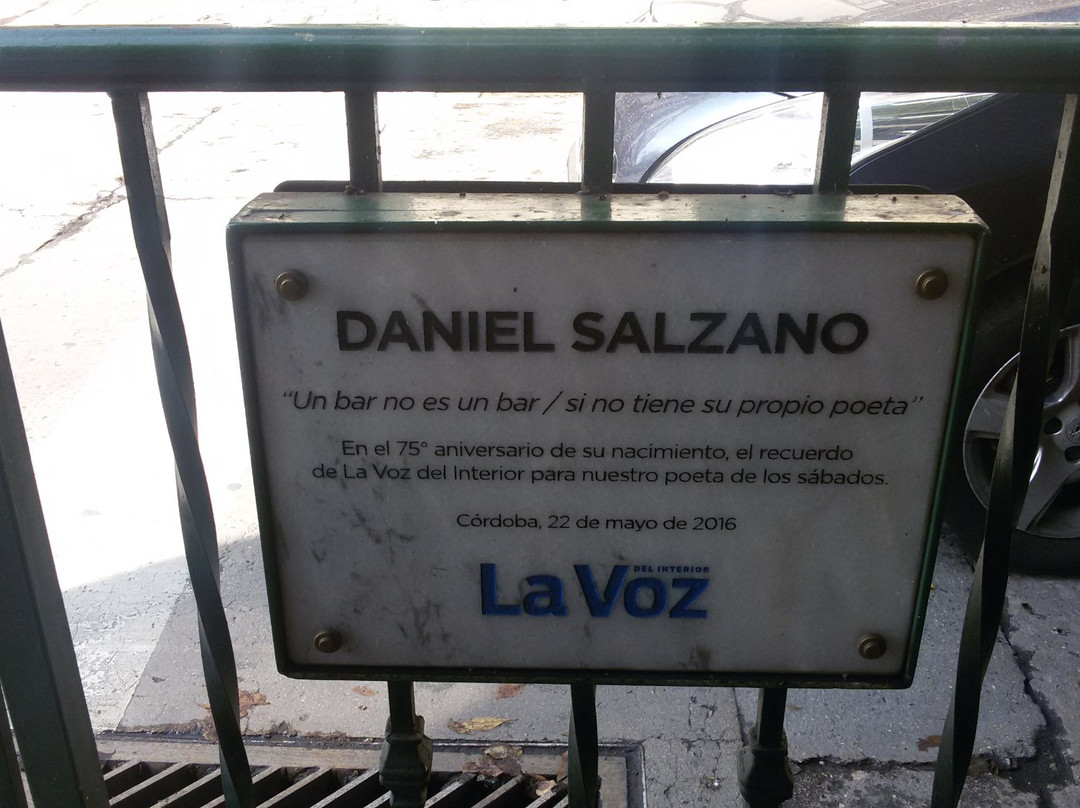 DANIEL SALZANO
“Un bar no es un bar / si no tiene su propio poeta”
En el 75° aniversario de su nacimiento, el recuerdo
de La Voz del Interior para nuestro poeta de los sábados.
Córdoba, 22 de mayo de 2016
La Voz DEL INTERIOR